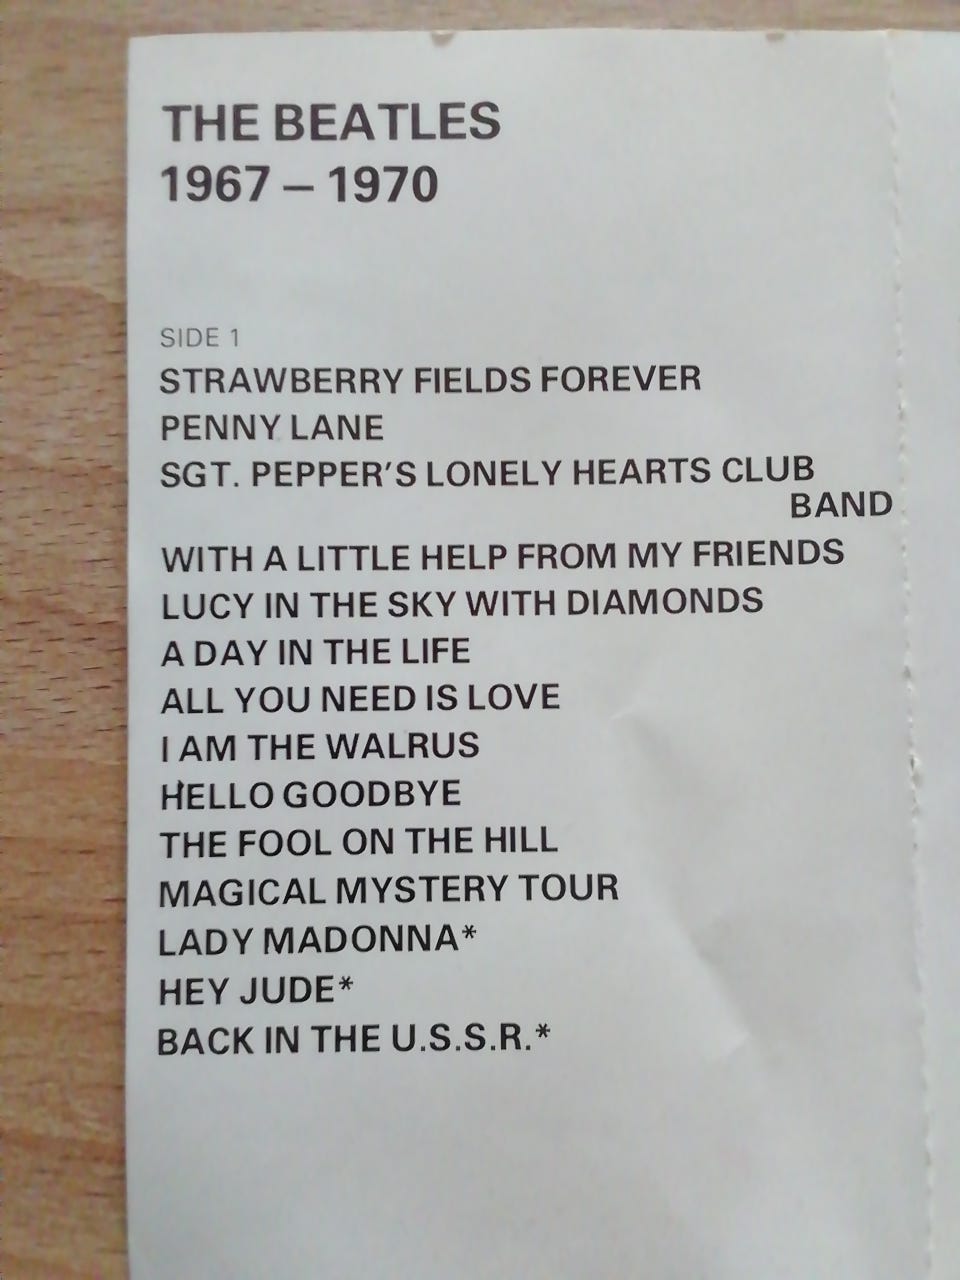 THE BEATLES
1967 – 1970
SIDE 1
STRAWBERRY FIELDS FOREVER
PENNY LANE
SGT. PEPPER'S LONELY HEARTS CLUB
BAND
WITH A LITTLE HELP FROM MY FRIENDS
LUCY IN THE SKY WITH DIAMONDS
A DAY IN THE LIFE
ALL YOU NEED IS LOVE
I AM THE WALRUS
HELLO GOODBYE
THE FOOL ON THE HILL
MAGICAL MYSTERY TOUR
LADY MADONNA*
HEY JUDE*
BACK IN THE U.S.S.R.*